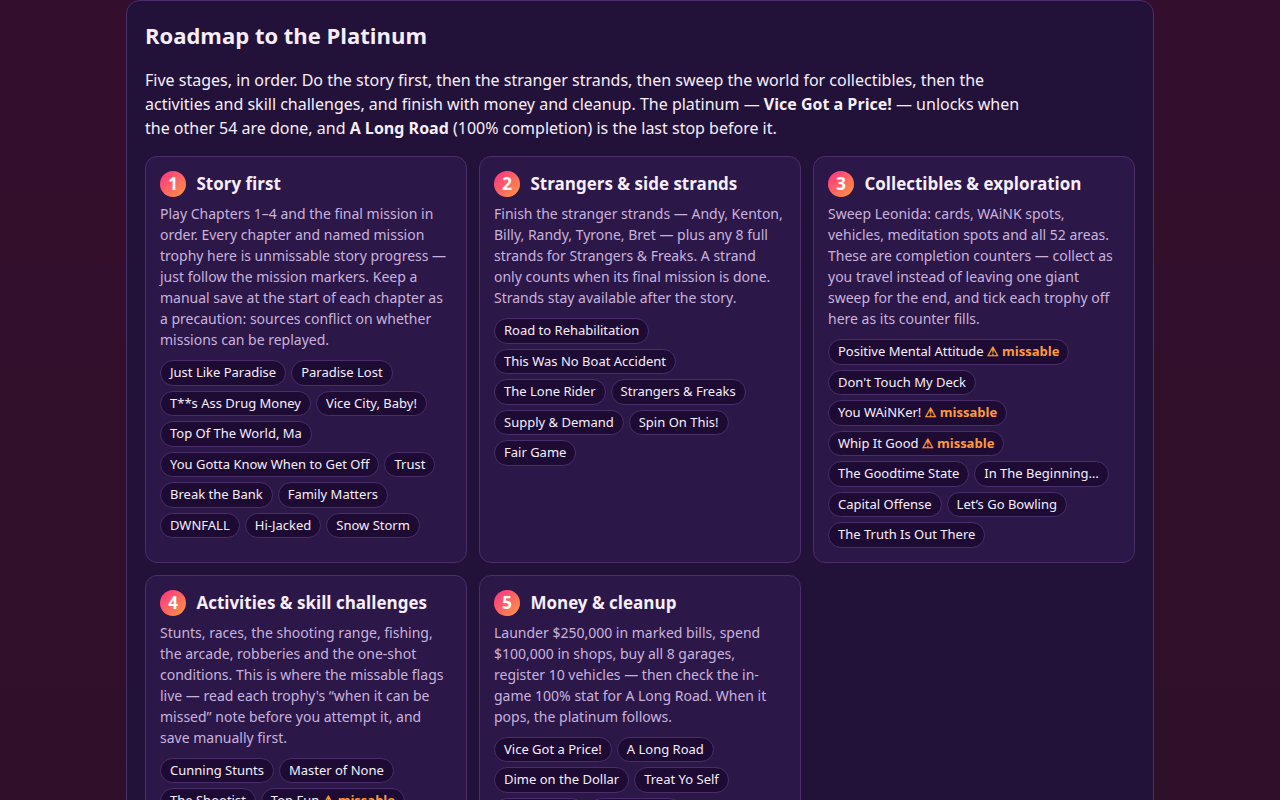 Roadmap to the Platinum
Five stages, in order. Do the story first, then the stranger strands, then sweep the world for collectibles, then the
activities and skill challenges, and finish with money and cleanup. The platinum — Vice Got a Price! — unlocks when
the other 54 are done, and A Long Road (100% completion) is the last stop before it.
1 Story first
Play Chapters 1–4 and the final mission in
order. Every chapter and named mission
trophy here is unmissable story progress —
just follow the mission markers. Keep a
manual save at the start of each chapter as
a precaution: sources conflict on whether
missions can be replayed.
Just Like Paradise Paradise Lost
T**s Ass Drug Money Vice City, Baby!
Top Of The World, Ma
You Gotta Know When to Get Off Trust
Break the Bank Family Matters
DWNFALL Hi-Jacked Snow Storm
2 Strangers & side strands
Finish the stranger strands — Andy, Kenton,
Billy, Randy, Tyrone, Bret — plus any 8 full
strands for Strangers & Freaks. A strand
only counts when its final mission is done.
Strands stay available after the story.
Road to Rehabilitation
This Was No Boat Accident
The Lone Rider Strangers & Freaks
Supply & Demand Spin On This!
Fair Game
3 Collectibles & exploration
Sweep Leonida: cards, WAiNK spots,
vehicles, meditation spots and all 52 areas.
These are completion counters — collect as
you travel instead of leaving one giant
sweep for the end, and tick each trophy off
here as its counter fills.
Positive Mental Attitude ⚠ missable
Don't Touch My Deck
You WAiNKer! ⚠ missable
Whip It Good ⚠ missable
The Goodtime State In The Beginning...
Capital Offense Let's Go Bowling
The Truth Is Out There
4 Activities & skill challenges
Stunts, races, the shooting range, fishing,
the arcade, robberies and the one-shot
conditions. This is where the missable flags
live — read each trophy's “when it can be
missed” note before you attempt it, and
save manually first.
Cunning Stunts Master of None
The Shootist Top Fun ⚠ missable
5 Money & cleanup
Launder $250,000 in marked bills, spend
$100,000 in shops, buy all 8 garages,
register 10 vehicles — then check the in-
game 100% stat for A Long Road. When it
pops, the platinum follows.
Vice Got a Price! A Long Road
Dime on the Dollar Treat Yo Self